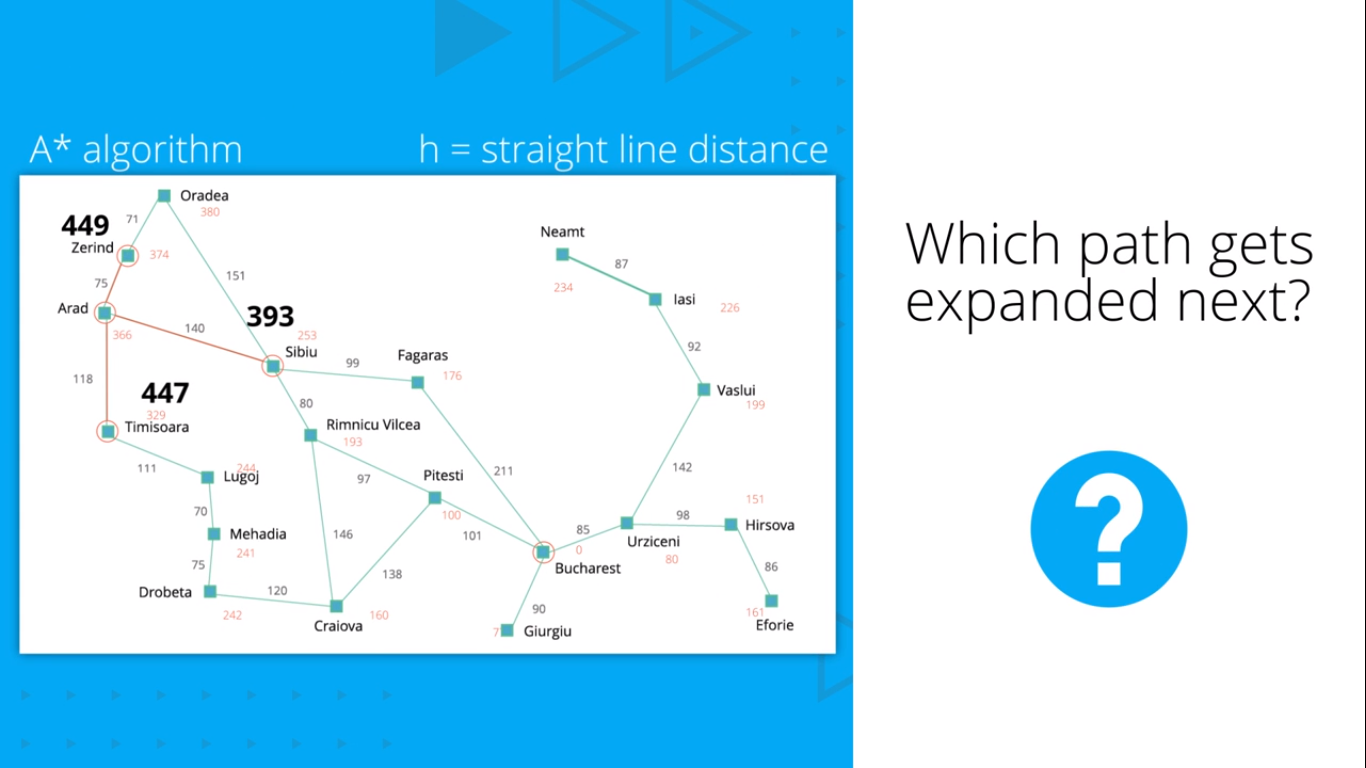 A* algorithm
h = straight line distance
Oradea
380
71
449
Zerind
374
75
151
Arad
366
140
393
253
Sibiu
99
Fagaras
176
118
447
329
Timisoara
80
Rimnicu Vilcea
193
111
244
Lugoj
97
Pitesti
100
211
70
Mehadia
241
146
101
75
138
Drobeta
242
120
Craiova
160
Neamt
234
87
Iasi
226
92
Vaslui
199
142
151
98
Hirsova
85
0
Bucharest
Urziceni
80
86
161
Eforie
90
7
Giurgiu
Which path gets
expanded next?
?